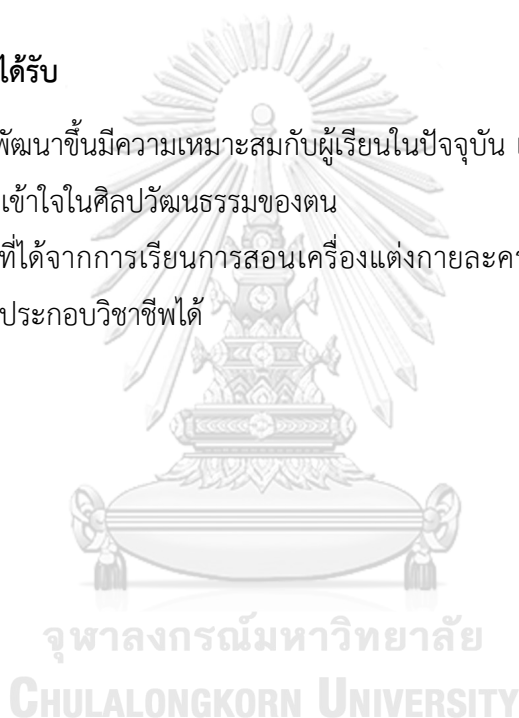 ได้รับ
พัฒนาขึ้นมีความเหมาะสมกับผู้เรียนในปัจจุบัน
เข้าใจในศิลปวัฒนธรรมของตน
ที่ได้จากการเรียนการสอนเครื่องแต่งกายละคร
ประกอบวิชาชีพได้
จุฬาลงกรณ์มหาวิทยาลัย
CHULALONGKORN UNIVERSITY